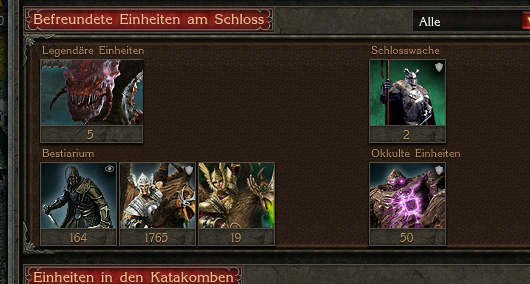 Befreundete Einheiten am Schloss
Alle
Legendäre Einheiten
Schlosswache
5
2
Bestiarium
Okkulte Einheiten
164
1765
19
50
Einheiten in den Katakomben